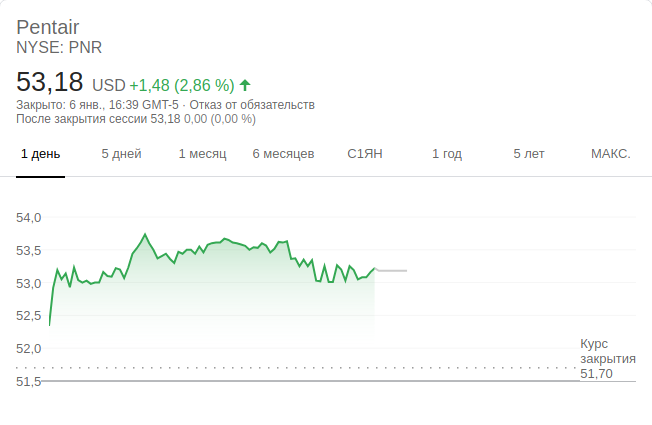 Pentair
NYSE: PNR
53,18 USD +1,48 (2,86 %)
Закрыто: 6 янв., 16:39 GMT-5 · Отказ от обязательств
После закрытия сессии 53,18 0,00 (0,00 %)
1 день 5 дней 1 месяц 6 месяцев С1ЯН 1 год 5 лет МАКС.
54,0
53,5
53,0
52,5
52,0
51,5
Курс
закрытия
51,70